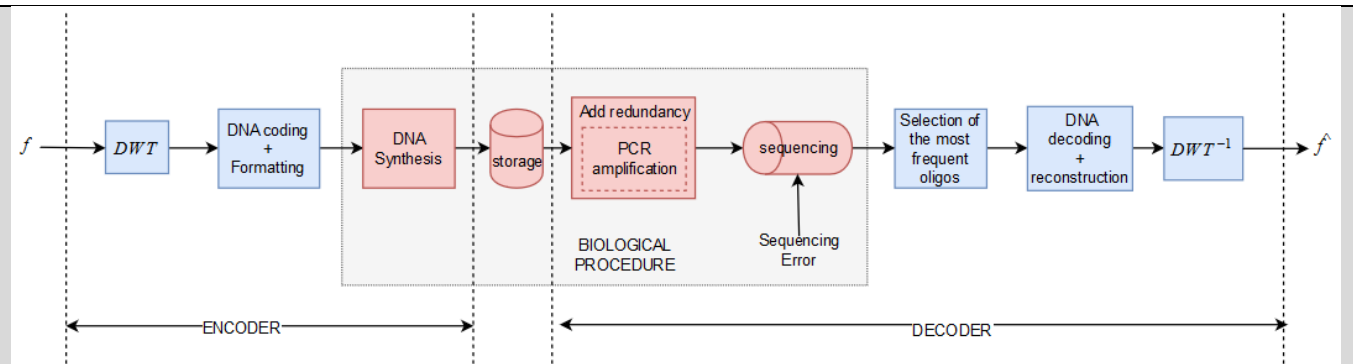 f
DWT
DNA coding
+
Formatting
DNA
Synthesis
storage
Add redundancy
PCR
amplification
sequencing
Sequencing
Error
BIOLOGICAL
PROCEDURE
Selection of
the most
frequent
oligos
DNA
decoding
+
reconstruction
DWT⁻¹
f̂
ENCODER
DECODER